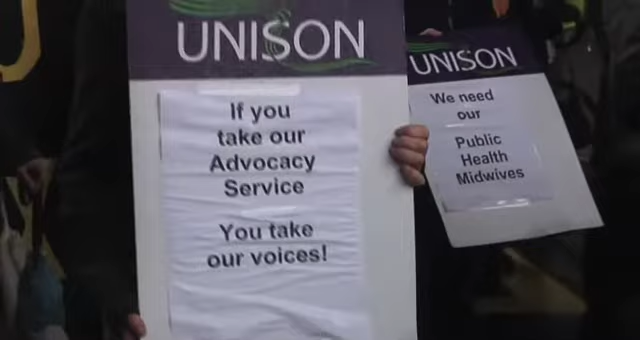 UNISON
If you
take our
Advocacy
Service
You take
our voices!
UNISON
We need
our
Public
Health
Midwives